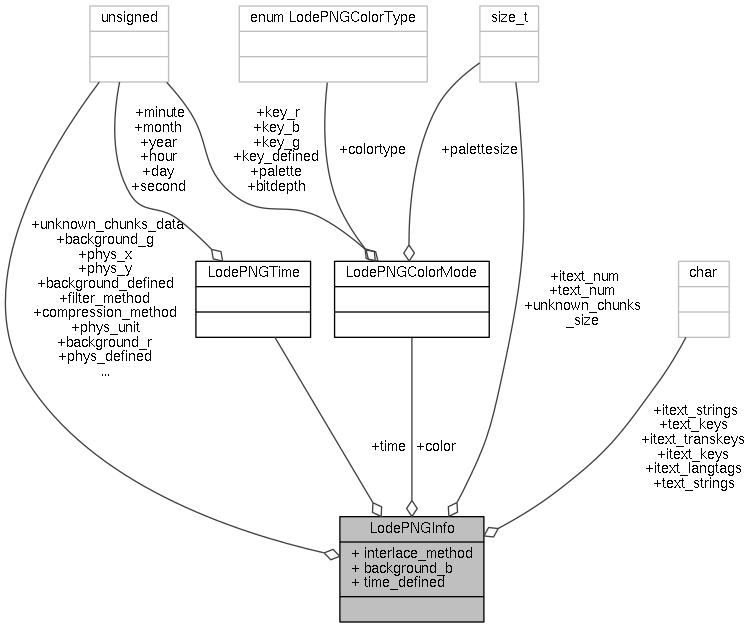 unsigned
enum LodePNGColorType
size_t
+minute
+month
+year
+hour
+day
+second
+key_r
+key_b
+key_g
+key_defined
+palette
+bitdepth
+colortype
+palettesize
+unknown_chunks_data
+background_g
+phys_x
+phys_y
+background_defined
+filter_method
+compression_method
+phys_unit
+background_r
+phys_defined
...
LodePNGTime
LodePNGColorMode
+itext_num
+text_num
+unknown_chunks
_size
char
+time
+color
+itext_strings
+text_keys
+itext_transkeys
+itext_keys
+itext_langtags
+text_strings
LodePNGInfo
+ interlace_method
+ background_b
+ time_defined